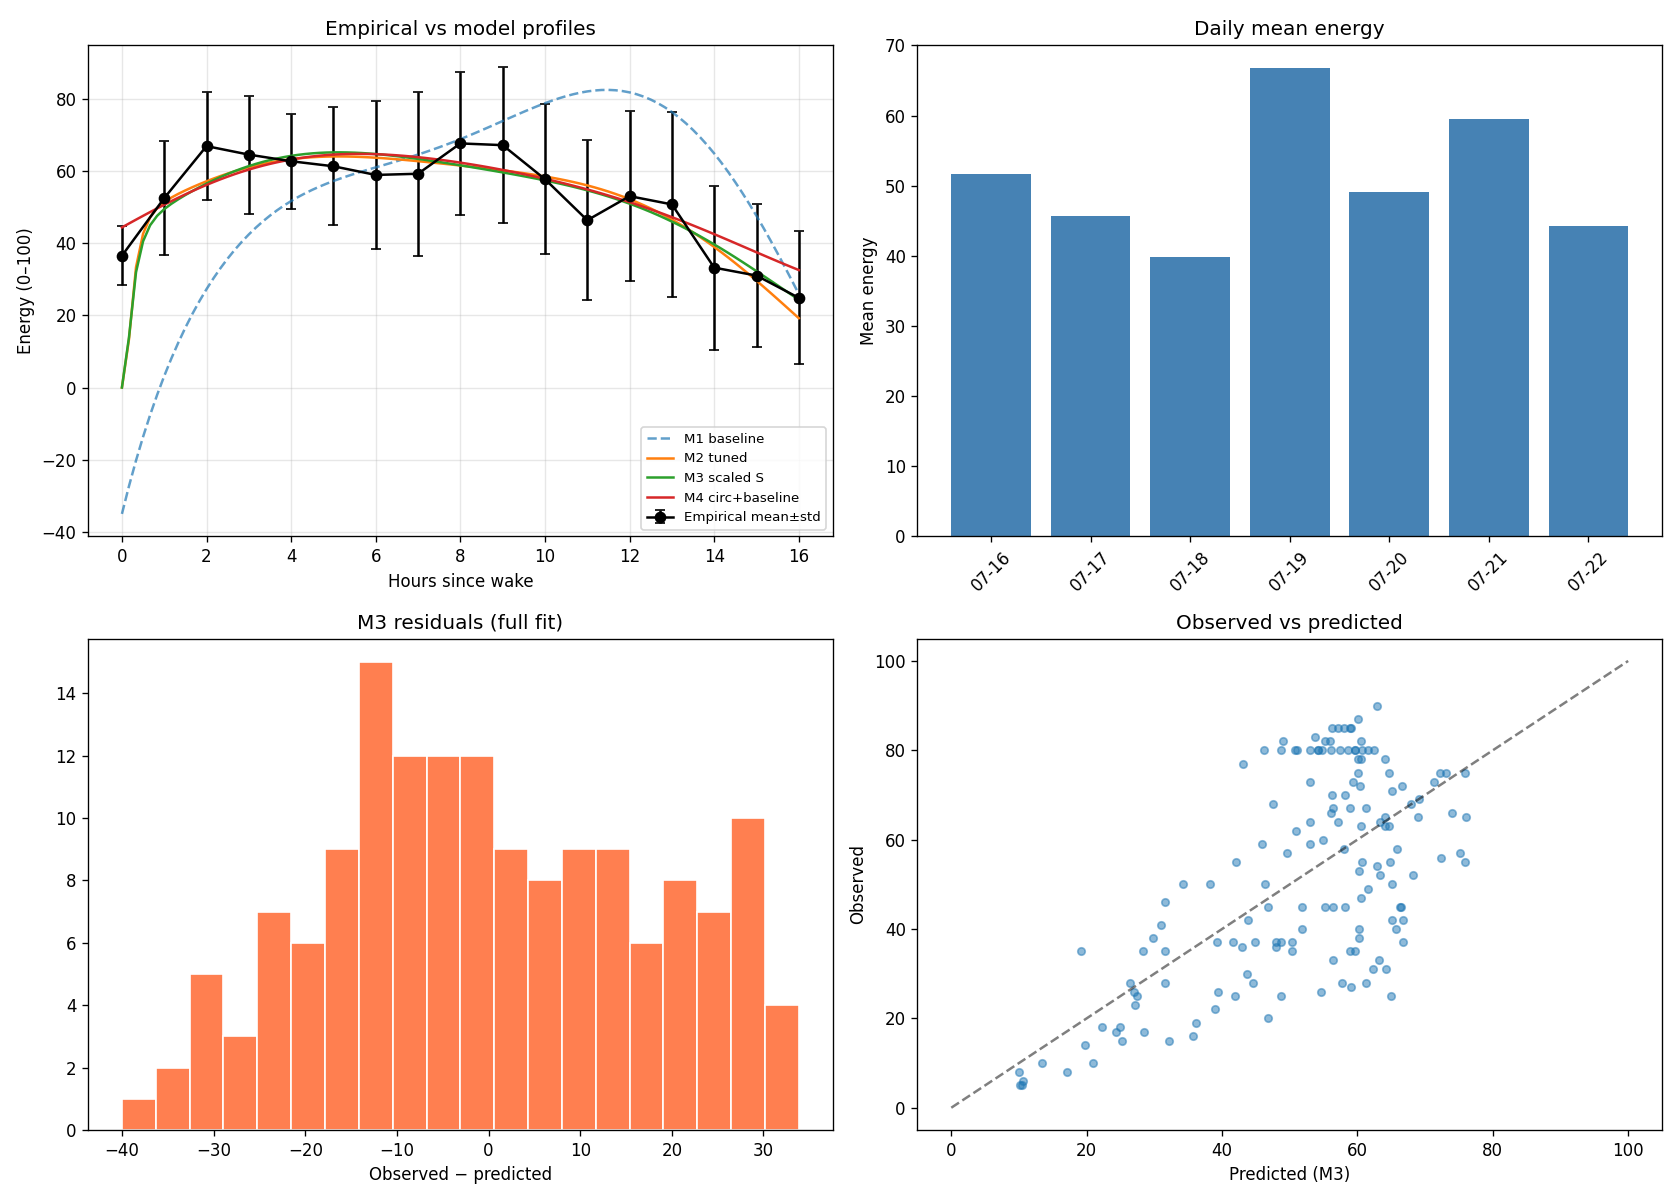 Empirical vs model profiles
Energy (0–100)
80
60
40
20
0
−20
−40
0 2 4 6 8 10 12 14 16
Hours since wake
M1 baseline
M2 tuned
M3 scaled S
M4 circ+baseline
Empirical mean±std
Daily mean energy
Mean energy
70
60
50
40
30
20
10
0
07-16 07-17 07-18 07-19 07-20 07-21 07-22
M3 residuals (full fit)
14
12
10
8
6
4
2
0
−40 −30 −20 −10 0 10 20 30
Observed − predicted
Observed vs predicted
Observed
100
80
60
40
20
0
0 20 40 60 80 100
Predicted (M3)